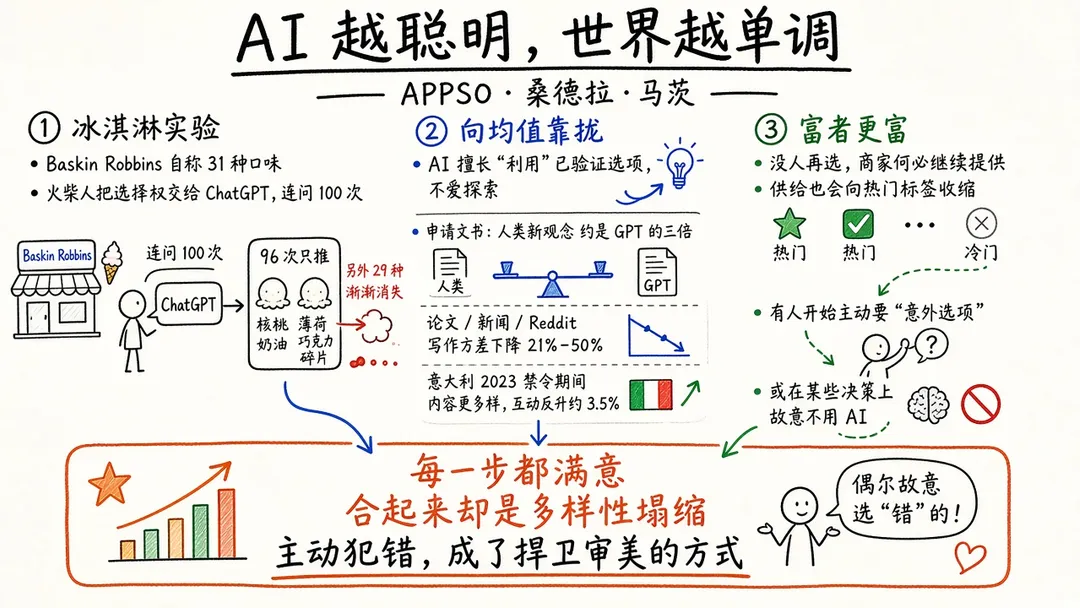 AI 越聪明，世界越单调
APPSO · 桑德拉 · 马茨
① 冰淇淋实验
• Baskin Robbins 自称 31 种口味
• 火柴人把选择权交给 ChatGPT，连问 100 次
Baskin Robbins
连问 100 次
ChatGPT
96 次只推
核桃
奶油
薄荷
巧克力
碎片
另外 29 种
渐渐消失
② 向均值靠拢
• AI 擅长“利用”已验证选项，
不爱探索
• 申请文书：人类新观念 约是 GPT 的三倍
人类
GPT
论文 / 新闻 / Reddit
写作方差下降 21%-50%
意大利 2023 禁令期间
内容更多样，互动反升约 3.5%
③ 富者更富
• 没人再选，商家何必继续提供
• 供给也会向热门标签收缩
热门
热门
···
冷门
• 有人开始主动要“意外选项”
?
• 或在某些决策上
故意不用 AI
每一步都满意
合起来却是多样性塌缩
主动犯错，成了捍卫审美的方式
偶尔故意
选“错”的！